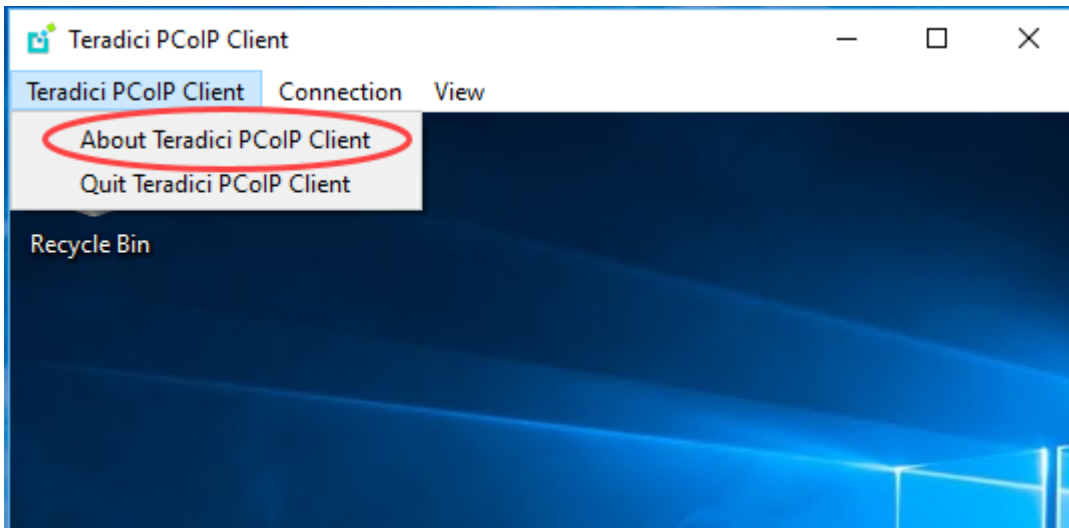 Teradici PCoIP Client
Teradici PCoIP Client Connection View
About Teradici PCoIP Client
Quit Teradici PCoIP Client
Recycle Bin